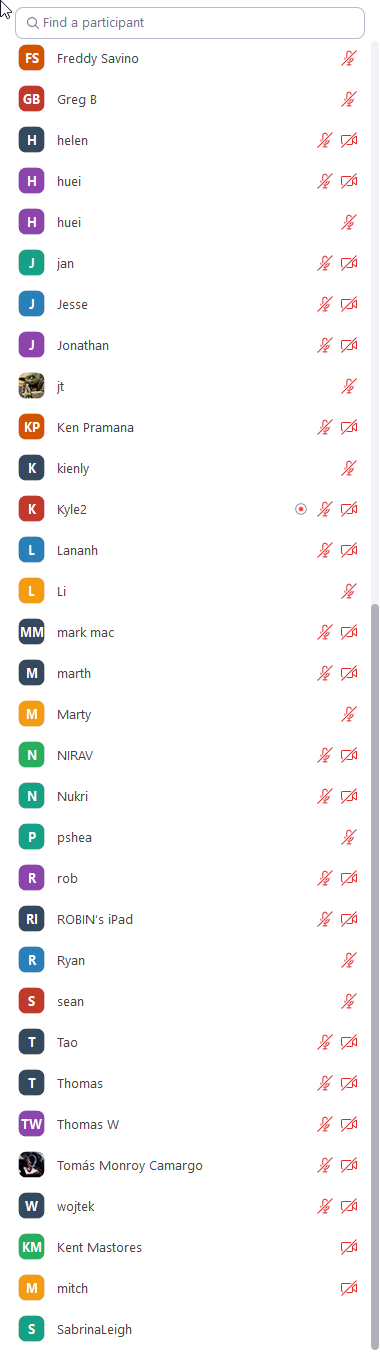 Find a participant
FS Freddy Savino
GB Greg B
H helen
H huei
H huei
J jan
J Jesse
J Jonathan
jt
KP Ken Pramana
K kienly
K Kyle2
L Lananh
L Li
MM mark mac
M marth
M Marty
N NIRAV
N Nukri
P pshea
R rob
RI ROBIN's iPad
R Ryan
S sean
T Tao
T Thomas
TW Thomas W
Tomás Monroy Camargo
W wojtek
KM Kent Mastores
M mitch
S SabrinaLeigh